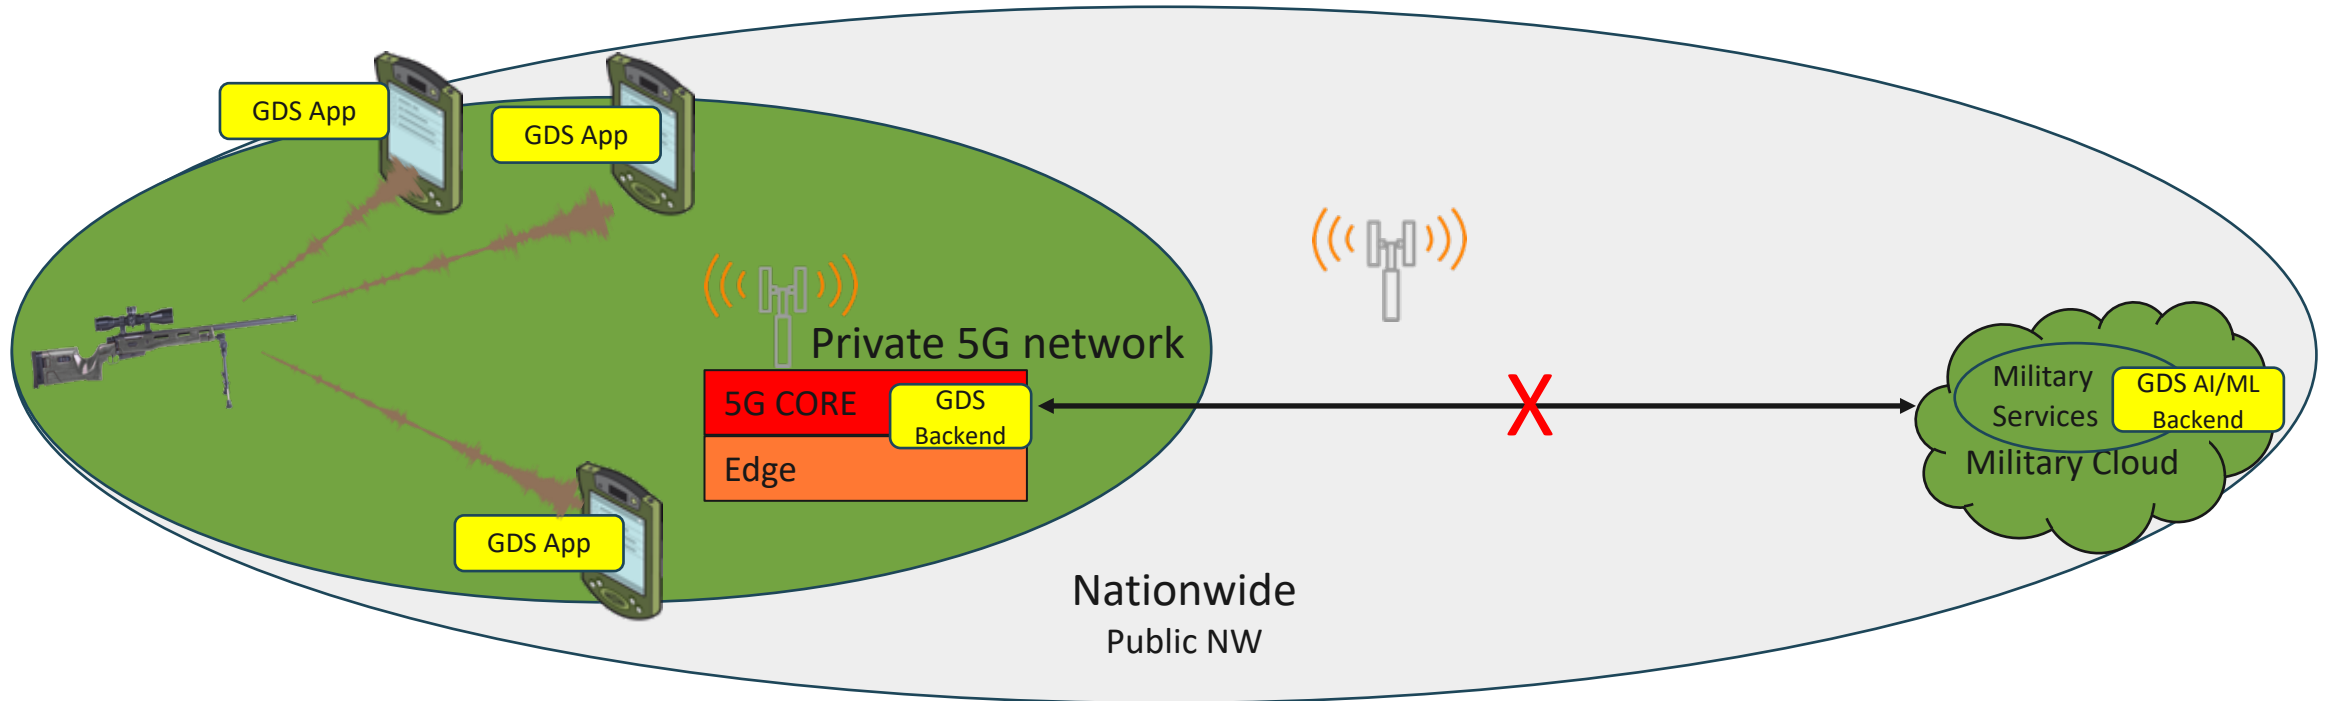 GDS App
GDS App
Private 5G network
5G CORE
GDS
Backend
Edge
GDS App
X
Military
Services
GDS AI/ML
Backend
Military Cloud
Nationwide
Public NW